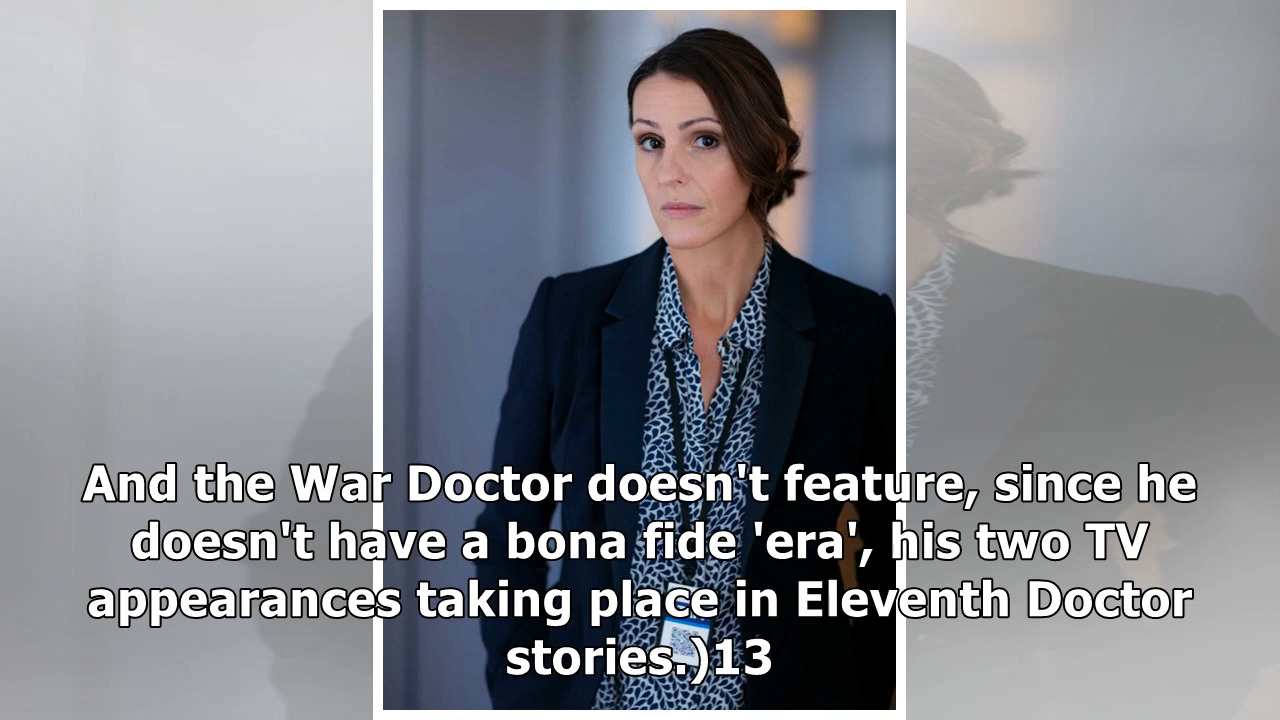 And the War Doctor doesn't feature, since he
doesn't have a bona fide 'era', his two TV
appearances taking place in Eleventh Doctor
stories.)13